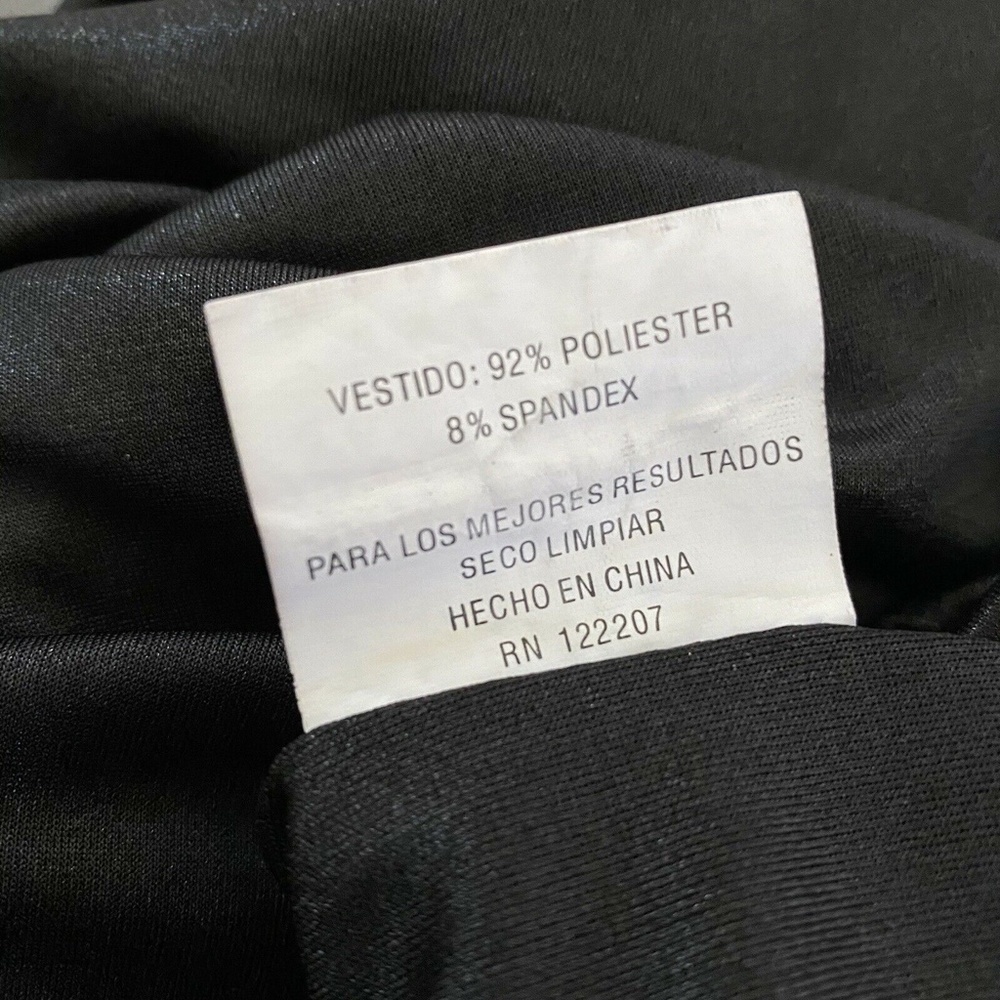 VESTIDO: 92% POLIESTER
8% SPANDEX
PARA LOS MEJORES RESULTADOS
SECO LIMPIAR
HECHO EN CHINA
RN 122207